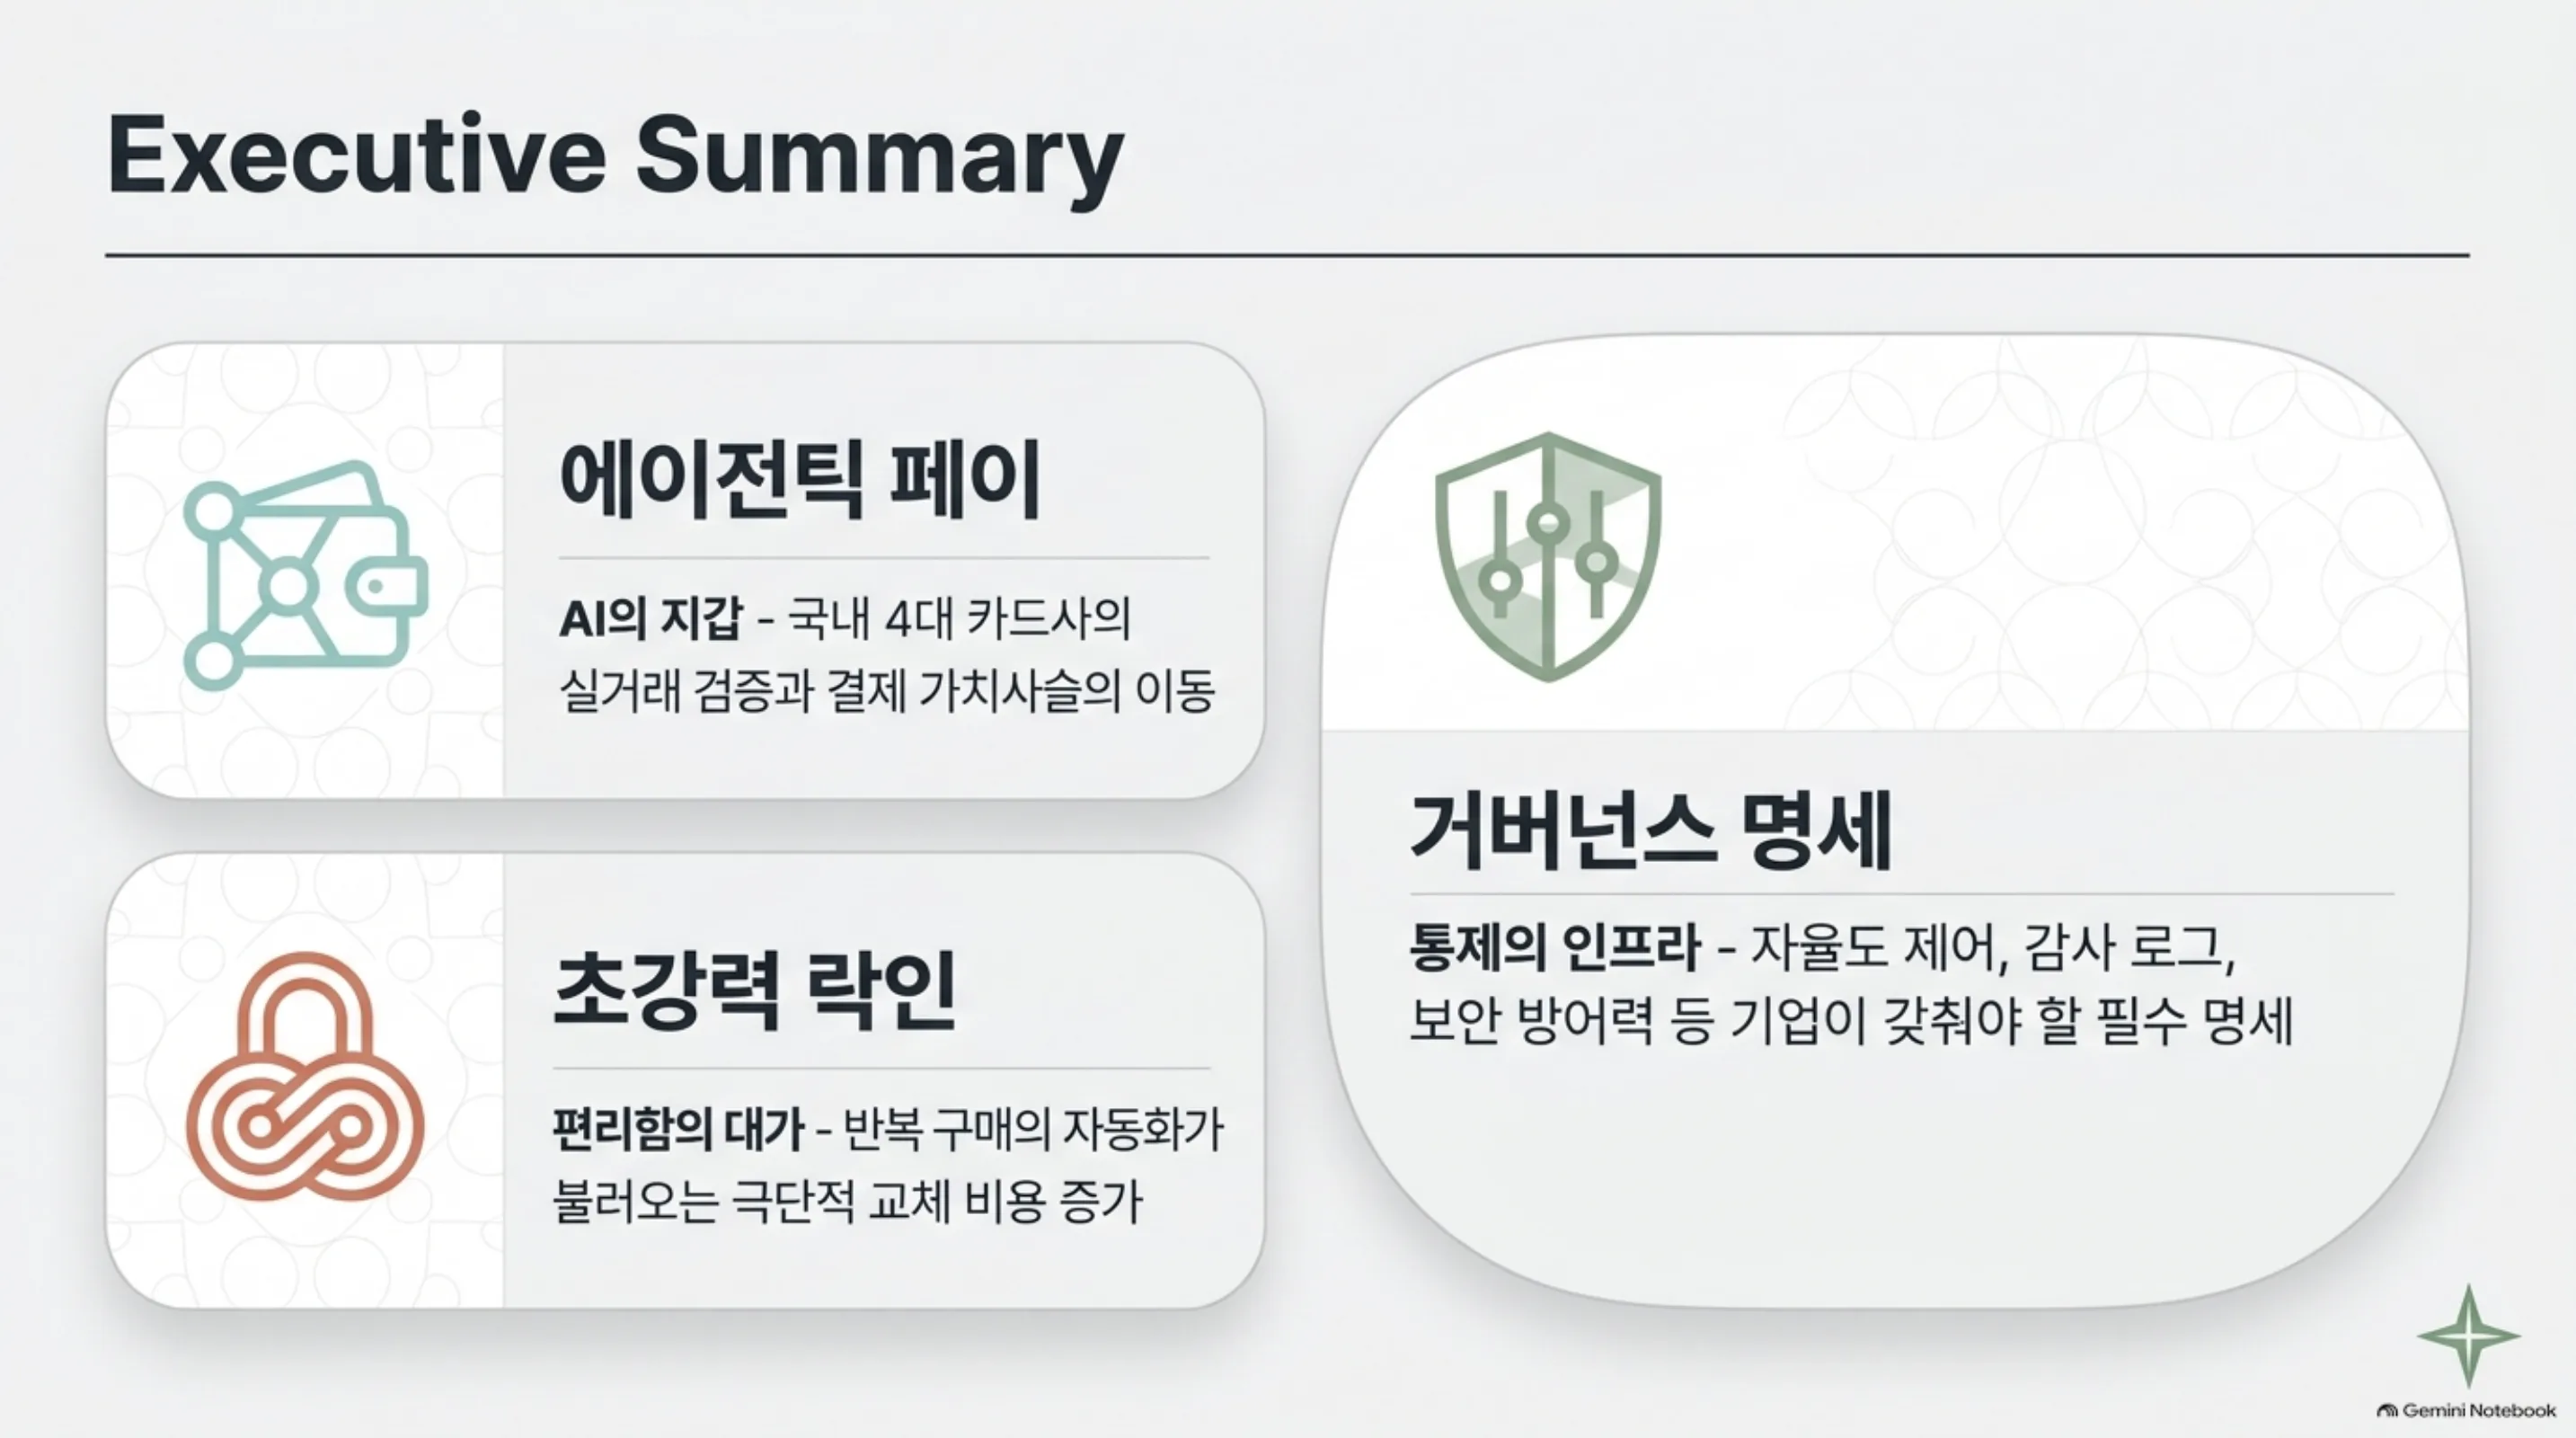 Executive Summary
에이전틱 페이
AI의 지갑 - 국내 4대 카드사의
실거래 검증과 결제 가치사슬의 이동
초강력 락인
편리함의 대가 - 반복 구매의 자동화가
불러오는 극단적 교체 비용 증가
거버넌스 명세
통제의 인프라 - 자율도 제어, 감사 로그,
보안 방어력 등 기업이 갖춰야 할 필수 명세
Gemini Notebook